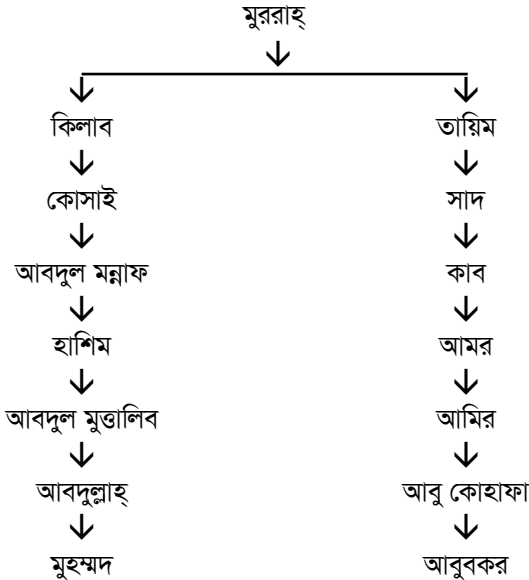 মুররাহ্
কিলাব তায়িম
কোসাই সাদ
আবদুল মন্নাফ কাব
হাশিম আমর
আবদুল মুত্তালিব আমির
আবদুল্লাহ্ আবু কোহাফা
মুহম্মদ আবুবকর